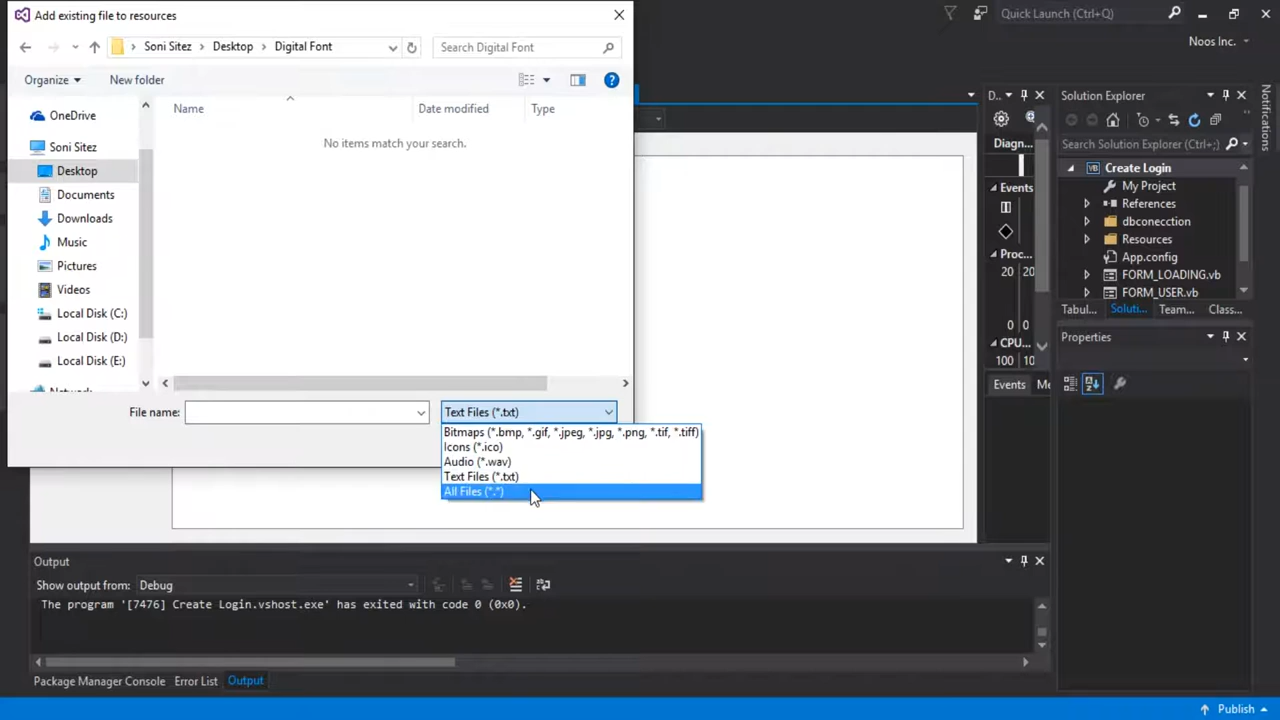 Add existing file to resources
Quick Launch (Ctrl+Q)
Noos Inc.
Soni Sitez
Desktop
Digital Font
Search Digital Font
Organize
New folder
Name
Date modified
Type
No items match your search.
OneDrive
Soni Sitez
Desktop
Documents
Downloads
Music
Pictures
Videos
Local Disk (C:)
Local Disk (D:)
Local Disk (E:)
Network
File name:
Text Files (*.txt)
Bitmaps (*.bmp, *.gif, *.jpeg, *.jpg, *.png, *.tif, *.tiff)
Icons (*.ico)
Audio (*.wav)
Text Files (*.txt)
All Files (*.*)
D...
Diagn...
Events
Proc...
20 20
0 0
CPU...
100 10
Events Me
Solution Explorer
Search Solution Explorer (Ctrl+;)
Create Login
My Project
References
dbconecction
Resources
App.config
FORM_LOADING.vb
FORM_USER.vb
Tabul... Soluti... Team... Class...
Properties
Notifications
Output
Show output from: Debug
The program '[7476] Create Login.vshost.exe' has exited with code 0 (0x0).
Package Manager Console Error List Output
Publish